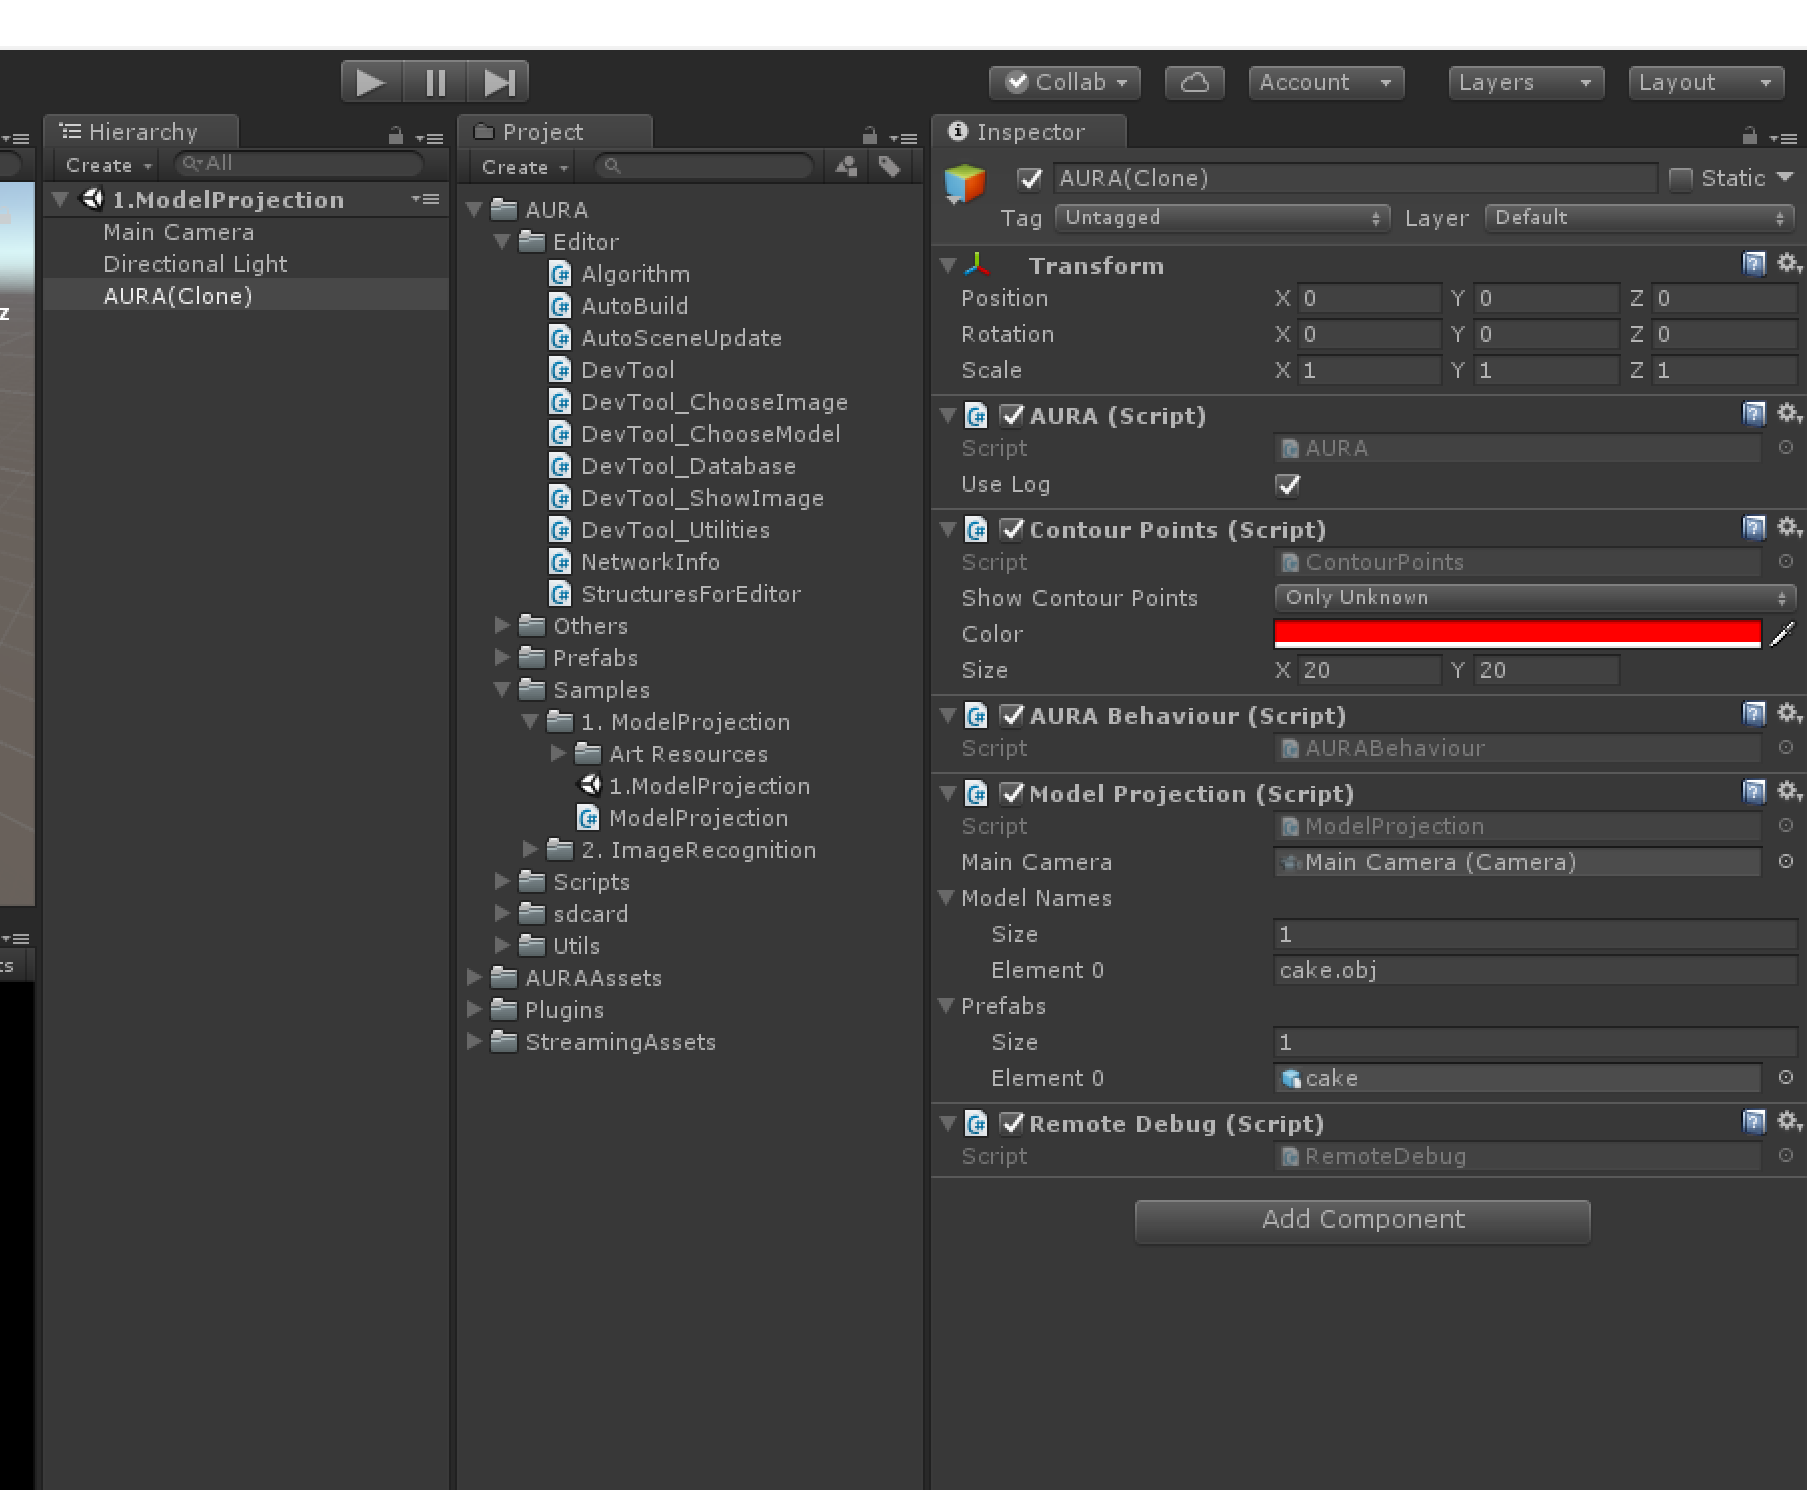 Collab
Account
Layers
Layout
Hierarchy
Create
All
1.ModelProjection
Main Camera
Directional Light
AURA(Clone)
z
ts
Project
Create
AURA
Editor
Algorithm
AutoBuild
AutoSceneUpdate
DevTool
DevTool_ChooseImage
DevTool_ChooseModel
DevTool_Database
DevTool_ShowImage
DevTool_Utilities
NetworkInfo
StructuresForEditor
Others
Prefabs
Samples
1. ModelProjection
Art Resources
1.ModelProjection
ModelProjection
2. ImageRecognition
Scripts
sdcard
Utils
AURAAssets
Plugins
StreamingAssets
Inspector
AURA(Clone) Static
Tag Untagged Layer Default
Transform
Position X 0 Y 0 Z 0
Rotation X 0 Y 0 Z 0
Scale X 1 Y 1 Z 1
AURA (Script)
Script AURA
Use Log
Contour Points (Script)
Script ContourPoints
Show Contour Points Only Unknown
Color
Size X 20 Y 20
AURA Behaviour (Script)
Script AURABehaviour
Model Projection (Script)
Script ModelProjection
Main Camera Main Camera (Camera)
Model Names
Size 1
Element 0 cake.obj
Prefabs
Size 1
Element 0 cake
Remote Debug (Script)
Script RemoteDebug
Add Component